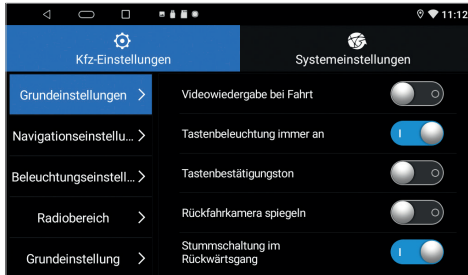 11:12
Kfz-Einstellungen
Systemeinstellungen
Grundeinstellungen
Videowiedergabe bei Fahrt
Navigationseinstellu...
Tastenbeleuchtung immer an
Beleuchtungseinstell...
Tastenbestätigungston
Radiobereich
Rückfahrkamera spiegeln
Grundeinstellung
Stummschaltung im
Rückwärtsgang